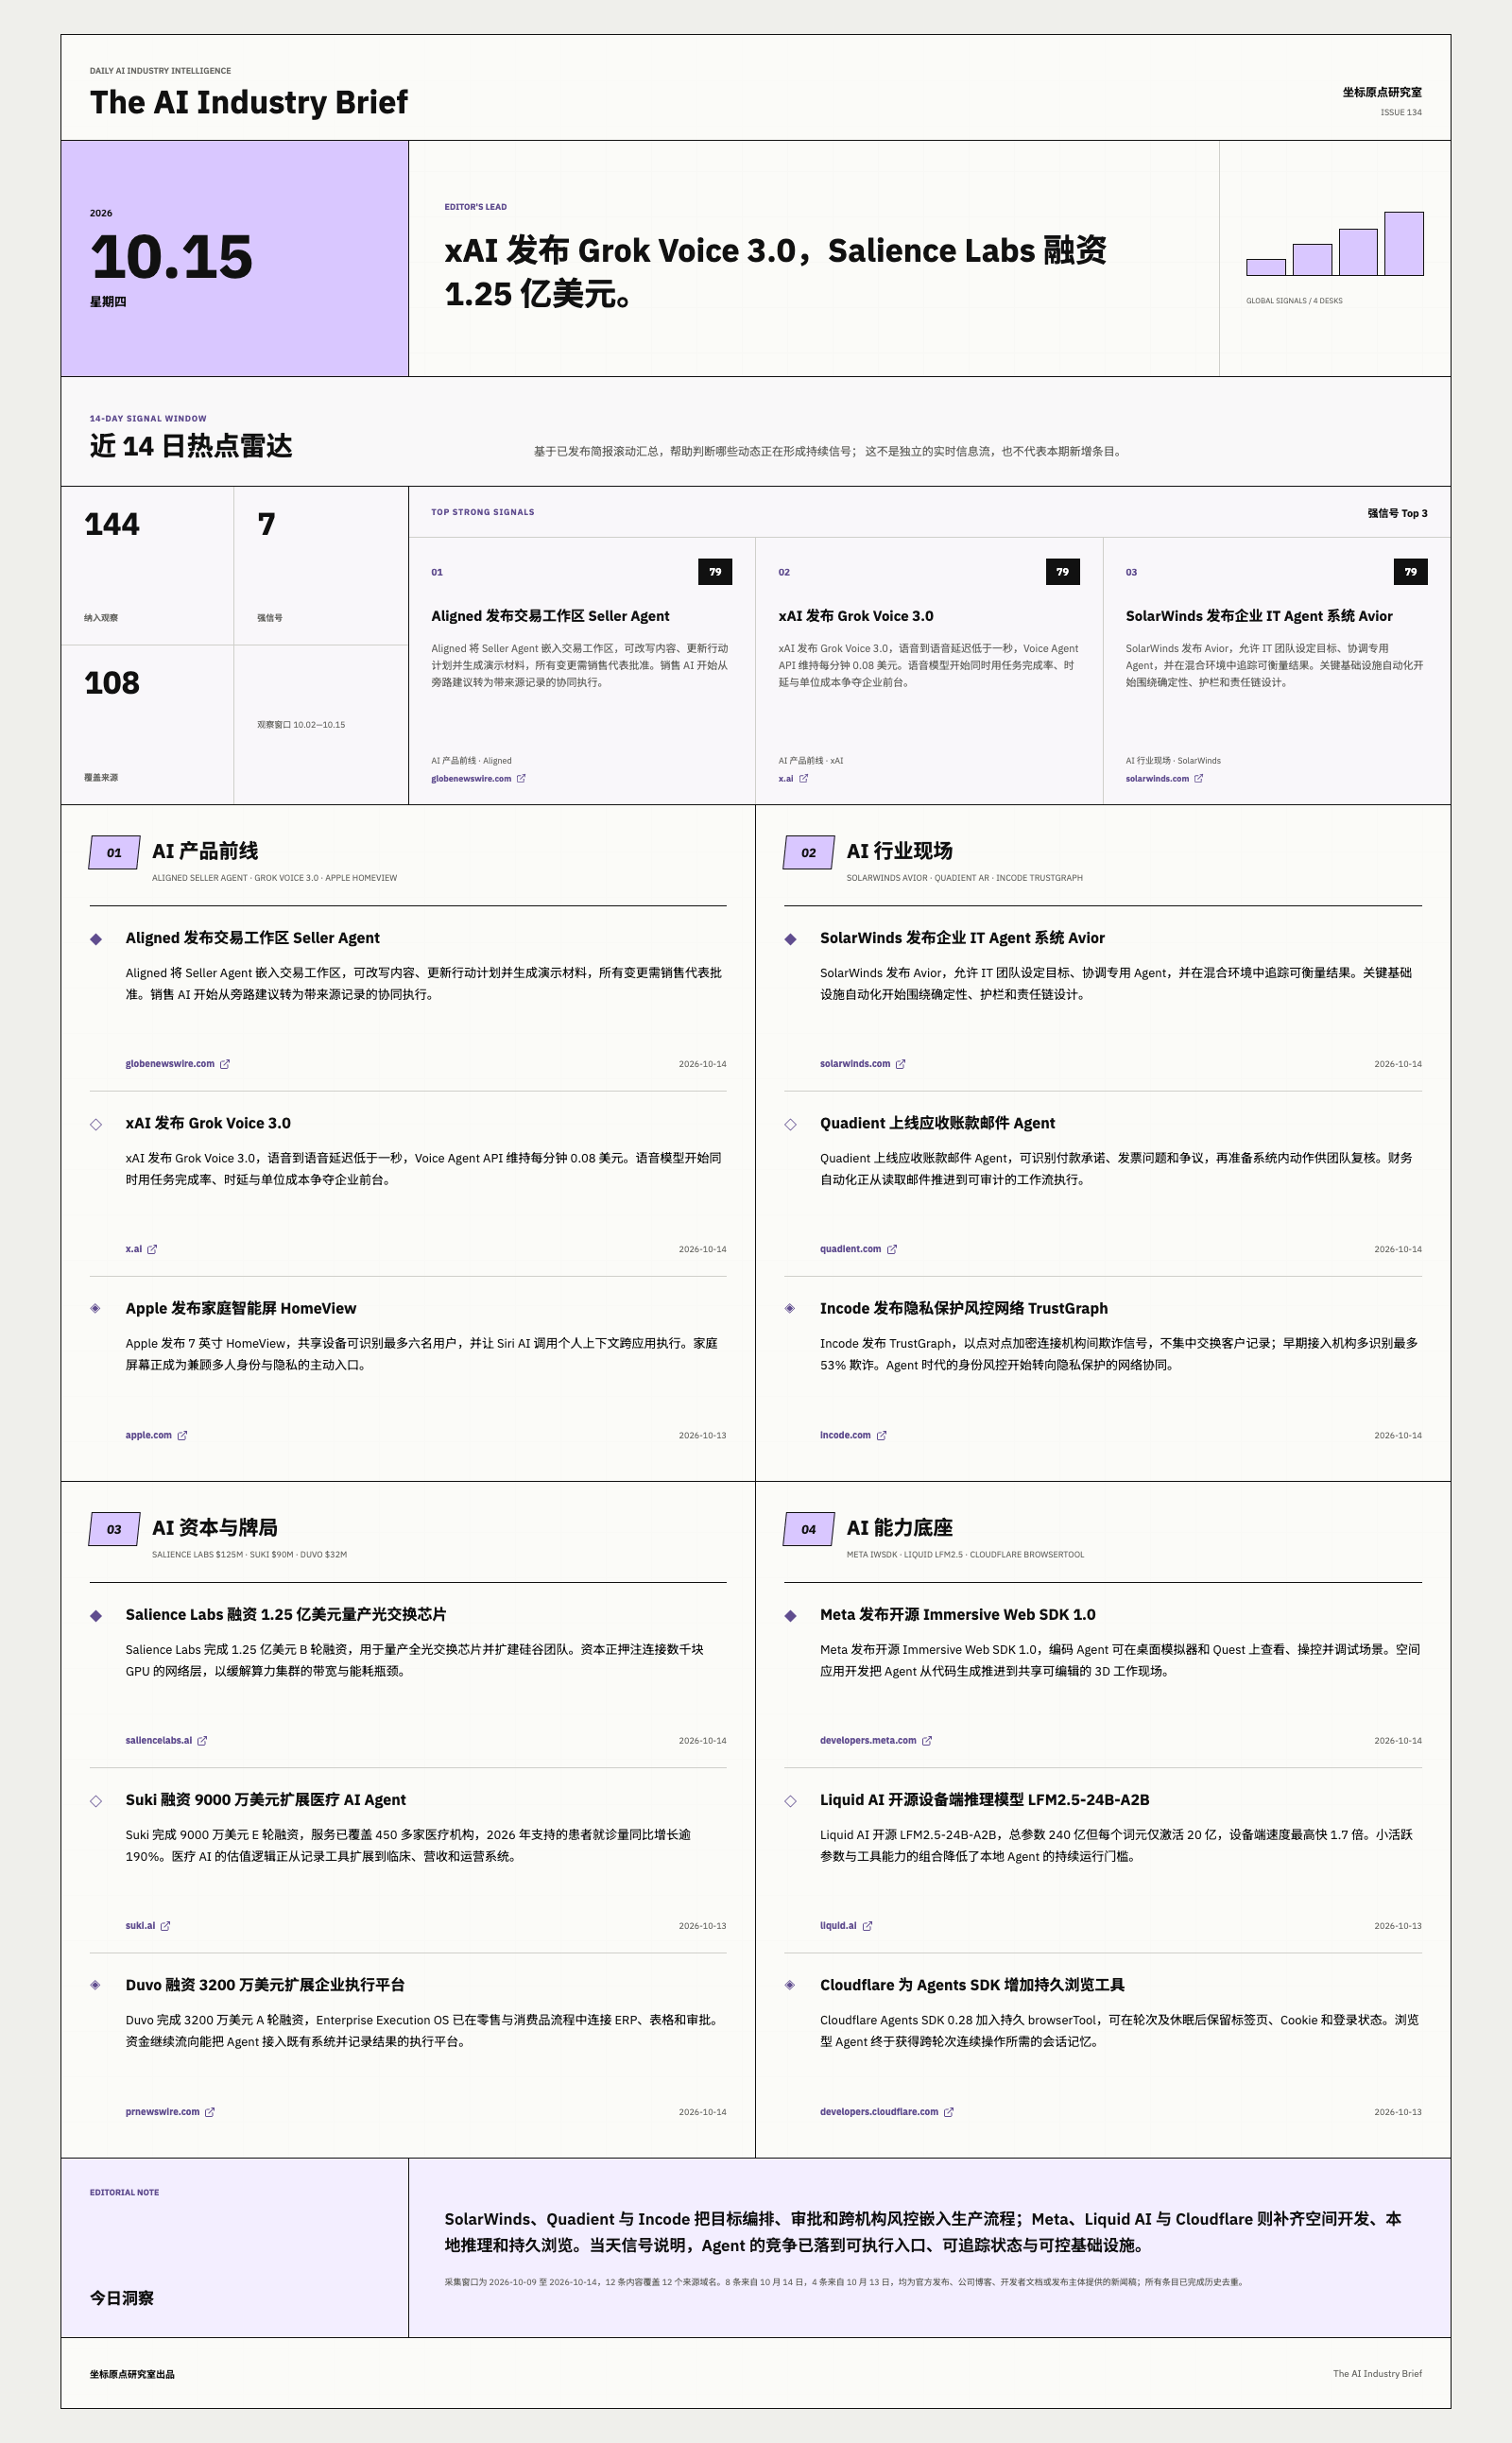 DAILY AI INDUSTRY INTELLIGENCE
The AI Industry Brief
坐标原点研究室
ISSUE 134
2026
10.15
星期四
EDITOR'S LEAD
xAI 发布 Grok Voice 3.0，Salience Labs 融资
1.25 亿美元。
GLOBAL SIGNALS / 4 DESKS
14-DAY SIGNAL WINDOW
近 14 日热点雷达
基于已发布简报滚动汇总，帮助判断哪些动态正在形成持续信号； 这不是独立的实时信息流，也不代表本期新增条目。
144
纳入观察
7
强信号
108
覆盖来源
观察窗口 10.02—10.15
TOP STRONG SIGNALS
强信号 Top 3
01
79
Aligned 发布交易工作区 Seller Agent
Aligned 将 Seller Agent 嵌入交易工作区，可改写内容、更新行动
计划并生成演示材料，所有变更需销售代表批准。销售 AI 开始从
旁路建议转为带来源记录的协同执行。
AI 产品前线 · Aligned
globenewswire.com
02
79
xAI 发布 Grok Voice 3.0
xAI 发布 Grok Voice 3.0，语音到语音延迟低于一秒，Voice Agent
API 维持每分钟 0.08 美元。语音模型开始同时用任务完成率、时
延与单位成本争夺企业前台。
AI 产品前线 · xAI
x.ai
03
79
SolarWinds 发布企业 IT Agent 系统 Avior
SolarWinds 发布 Avior，允许 IT 团队设定目标、协调专用
Agent，并在混合环境中追踪可衡量结果。关键基础设施自动化开
始围绕确定性、护栏和责任链设计。
AI 行业现场 · SolarWinds
solarwinds.com
01
AI 产品前线
ALIGNED SELLER AGENT · GROK VOICE 3.0 · APPLE HOMEVIEW
Aligned 发布交易工作区 Seller Agent
Aligned 将 Seller Agent 嵌入交易工作区，可改写内容、更新行动计划并生成演示材料，所有变更需销售代表批
准。销售 AI 开始从旁路建议转为带来源记录的协同执行。
globenewswire.com
2026-10-14
xAI 发布 Grok Voice 3.0
xAI 发布 Grok Voice 3.0，语音到语音延迟低于一秒，Voice Agent API 维持每分钟 0.08 美元。语音模型开始同
时用任务完成率、时延与单位成本争夺企业前台。
x.ai
2026-10-14
Apple 发布家庭智能屏 HomeView
Apple 发布 7 英寸 HomeView，共享设备可识别最多六名用户，并让 Siri AI 调用个人上下文跨应用执行。家庭
屏幕正成为兼顾多人身份与隐私的主动入口。
apple.com
2026-10-13
02
AI 行业现场
SOLARWINDS AVIOR · QUADIENT AR · INCODE TRUSTGRAPH
SolarWinds 发布企业 IT Agent 系统 Avior
SolarWinds 发布 Avior，允许 IT 团队设定目标、协调专用 Agent，并在混合环境中追踪可衡量结果。关键基础
设施自动化开始围绕确定性、护栏和责任链设计。
solarwinds.com
2026-10-14
Quadient 上线应收账款邮件 Agent
Quadient 上线应收账款邮件 Agent，可识别付款承诺、发票问题和争议，再准备系统内动作供团队复核。财务
自动化正从读取邮件推进到可审计的工作流执行。
quadient.com
2026-10-14
Incode 发布隐私保护风控网络 TrustGraph
Incode 发布 TrustGraph，以点对点加密连接机构间欺诈信号，不集中交换客户记录；早期接入机构多识别最多
53% 欺诈。Agent 时代的身份风控开始转向隐私保护的网络协同。
incode.com
2026-10-14
03
AI 资本与牌局
SALIENCE LABS $125M · SUKI $90M · DUVO $32M
Salience Labs 融资 1.25 亿美元量产光交换芯片
Salience Labs 完成 1.25 亿美元 B 轮融资，用于量产全光交换芯片并扩建硅谷团队。资本正押注连接数千块
GPU 的网络层，以缓解算力集群的带宽与能耗瓶颈。
saliencelabs.ai
2026-10-14
Suki 融资 9000 万美元扩展医疗 AI Agent
Suki 完成 9000 万美元 E 轮融资，服务已覆盖 450 多家医疗机构，2026 年支持的患者就诊量同比增长逾
190%。医疗 AI 的估值逻辑正从记录工具扩展到临床、营收和运营系统。
suki.ai
2026-10-13
Duvo 融资 3200 万美元扩展企业执行平台
Duvo 完成 3200 万美元 A 轮融资，Enterprise Execution OS 已在零售与消费品流程中连接 ERP、表格和审批。
资金继续流向能把 Agent 接入既有系统并记录结果的执行平台。
prnewswire.com
2026-10-14
04
AI 能力底座
META IWSDK · LIQUID LFM2.5 · CLOUDFLARE BROWSERTOOL
Meta 发布开源 Immersive Web SDK 1.0
Meta 发布开源 Immersive Web SDK 1.0，编码 Agent 可在桌面模拟器和 Quest 上查看、操控并调试场景。空间
应用开发把 Agent 从代码生成推进到共享可编辑的 3D 工作现场。
developers.meta.com
2026-10-14
Liquid AI 开源设备端推理模型 LFM2.5-24B-A2B
Liquid AI 开源 LFM2.5-24B-A2B，总参数 240 亿但每个词元仅激活 20 亿，设备端速度最高快 1.7 倍。小活跃
参数与工具能力的组合降低了本地 Agent 的持续运行门槛。
liquid.ai
2026-10-13
Cloudflare 为 Agents SDK 增加持久浏览工具
Cloudflare Agents SDK 0.28 加入持久 browserTool，可在轮次及休眠后保留标签页、Cookie 和登录状态。浏览
型 Agent 终于获得跨轮次连续操作所需的会话记忆。
developers.cloudflare.com
2026-10-13
EDITORIAL NOTE
今日洞察
SolarWinds、Quadient 与 Incode 把目标编排、审批和跨机构风控嵌入生产流程；Meta、Liquid AI 与 Cloudflare 则补齐空间开发、本
地推理和持久浏览。当天信号说明，Agent 的竞争已落到可执行入口、可追踪状态与可控基础设施。
采集窗口为 2026-10-09 至 2026-10-14，12 条内容覆盖 12 个来源域名。8 条来自 10 月 14 日，4 条来自 10 月 13 日，均为官方发布、公司博客、开发者文档或发布主体提供的新闻稿；所有条目已完成历史去重。
坐标原点研究室出品
The AI Industry Brief